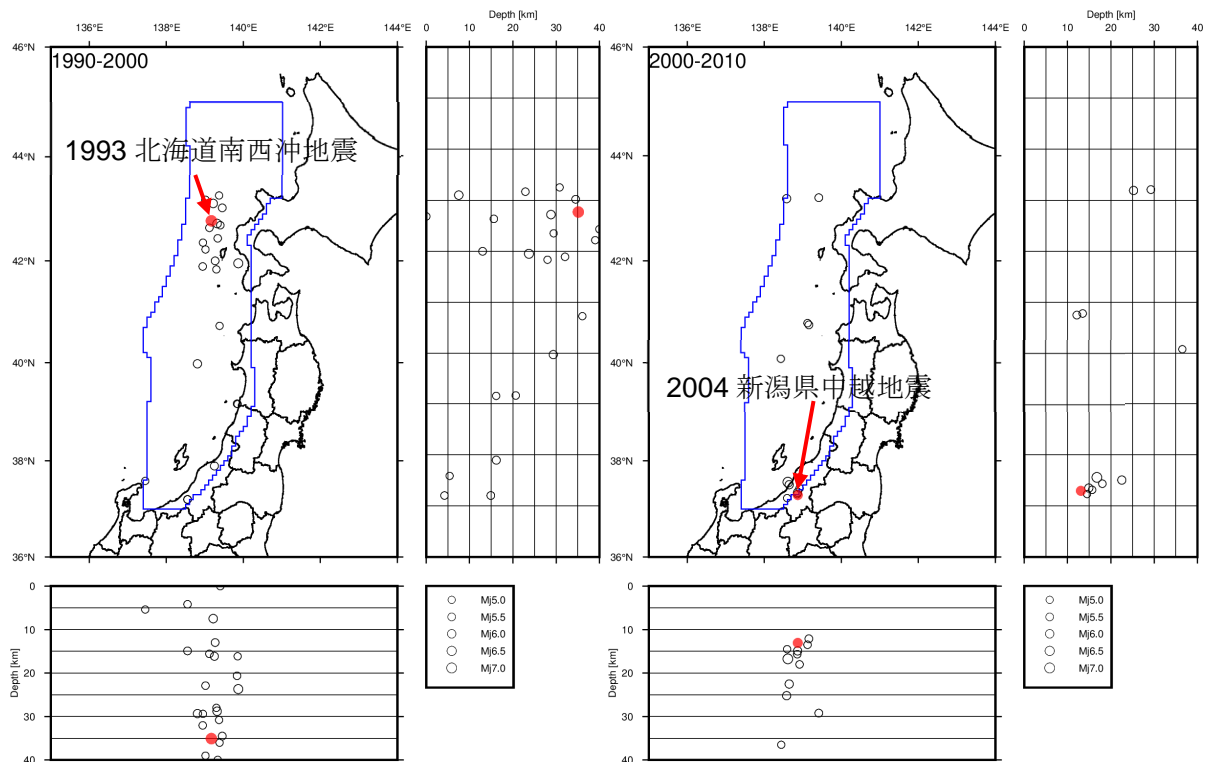 Depth [km]
Depth [km]
136°E 138°E 140°E 142°E 144°E
0 10 20 30 40
136°E 138°E 140°E 142°E 144°E
0 10 20 30 40
46°N
1990-2000
46°N
2000-2010
1993 北海道南西沖地震
44°N
44°N
42°N
42°N
40°N
40°N
2004 新潟県中越地震
38°N
38°N
36°N
36°N
0
10
20
30
40
Depth [km]
Mj5.0
Mj5.5
Mj6.0
Mj6.5
Mj7.0
0
10
20
30
40
Depth [km]
Mj5.0
Mj5.5
Mj6.0
Mj6.5
Mj7.0